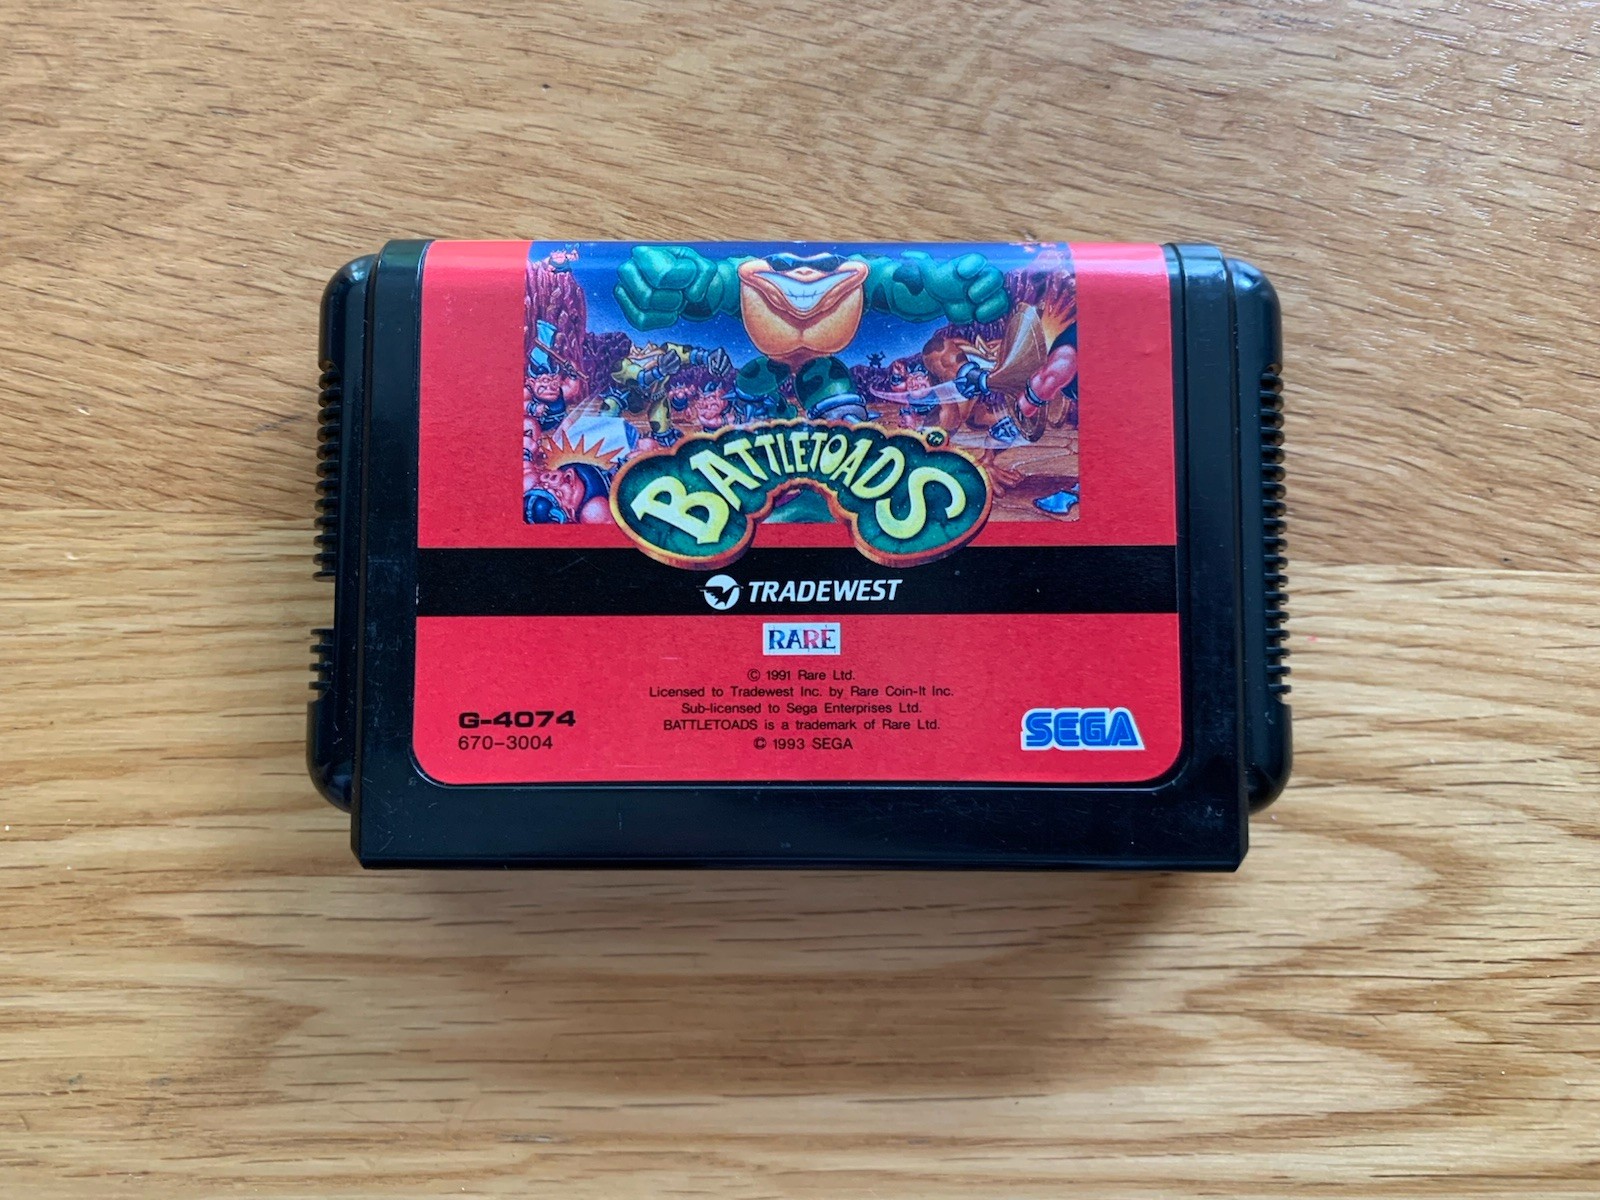 BATTLETOADS™
TRADEWEST
RARE
© 1991 Rare Ltd.
Licensed to Tradewest Inc. by Rare Coin-It Inc.
Sub-licensed to Sega Enterprises Ltd.
BATTLETOADS is a trademark of Rare Ltd.
© 1993 SEGA
G-4074
670-3004
SEGA